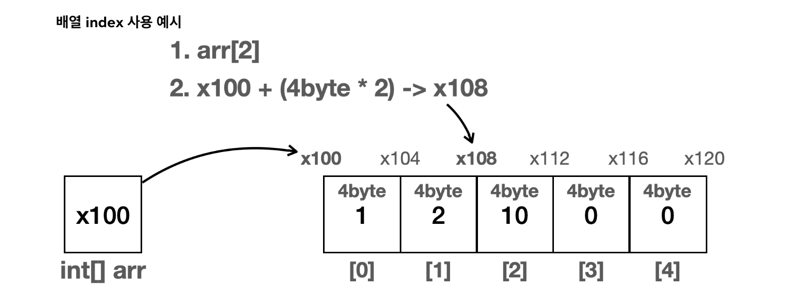 배열 index 사용 예시
1. arr[2]
2. x100 + (4byte * 2) -> x108
x100 x104 x108 x112 x116 x120
4byte 4byte 4byte 4byte 4byte
x100 1 2 10 0 0
int[] arr [0] [1] [2] [3] [4]